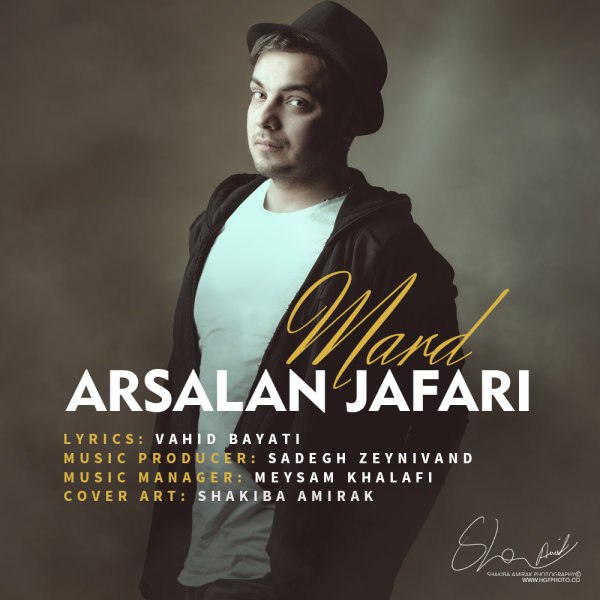 Mard
ARSALAN JAFARI
LYRICS: VAHID BAYATI
MUSIC PRODUCER: SADEGH ZEYNIVAND
MUSIC MANAGER: MEYSAM KHALAFI
COVER ART: SHAKIBA AMIRAK
SHAKIBA AMIRAK PHOTOGRAPHY©
WWW.HGFPHOTO.CO